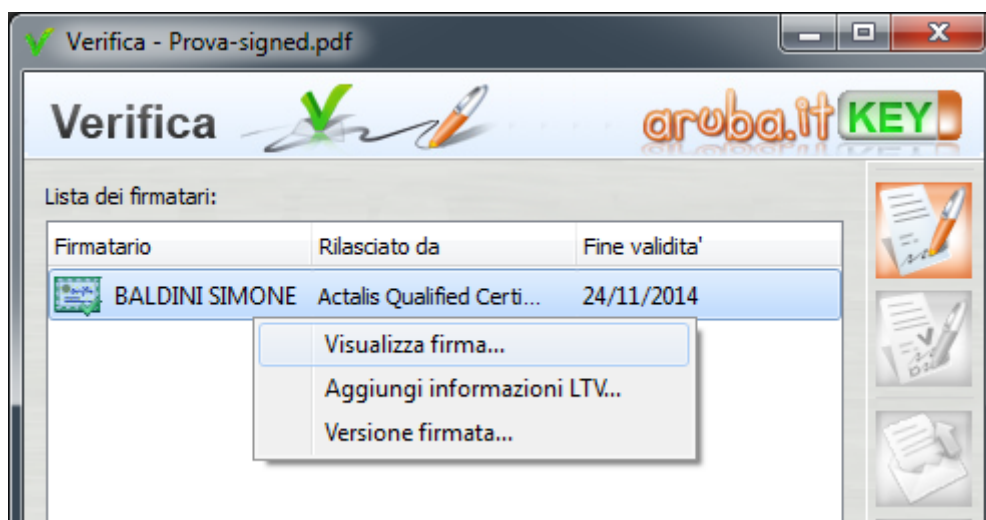 Verifica - Prova-signed.pdf
Verifica
aruba.it KEY
Lista dei firmatari:
Firmatario Rilasciato da Fine validita'
BALDINI SIMONE Actalis Qualified Certi... 24/11/2014
Visualizza firma...
Aggiungi informazioni LTV...
Versione firmata...